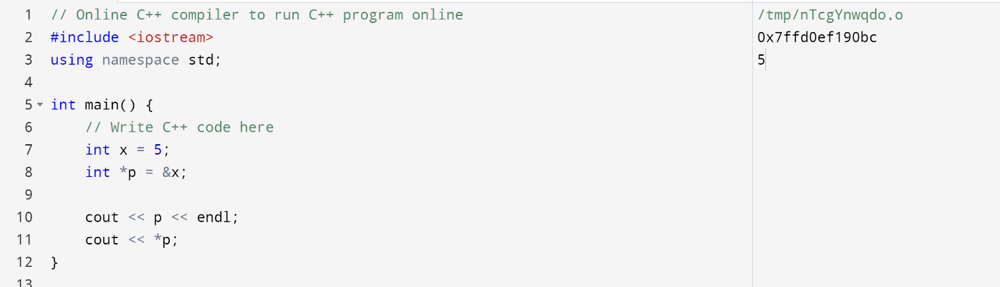 1 // Online C++ compiler to run C++ program online
2 #include <iostream>
3 using namespace std;
4
5 int main() {
6     // Write C++ code here
7     int x = 5;
8     int *p = &x;
9
10     cout << p << endl;
11     cout << *p;
12 }
13
/tmp/nTcgYnwqdo.o
0x7ffd0ef190bc
5